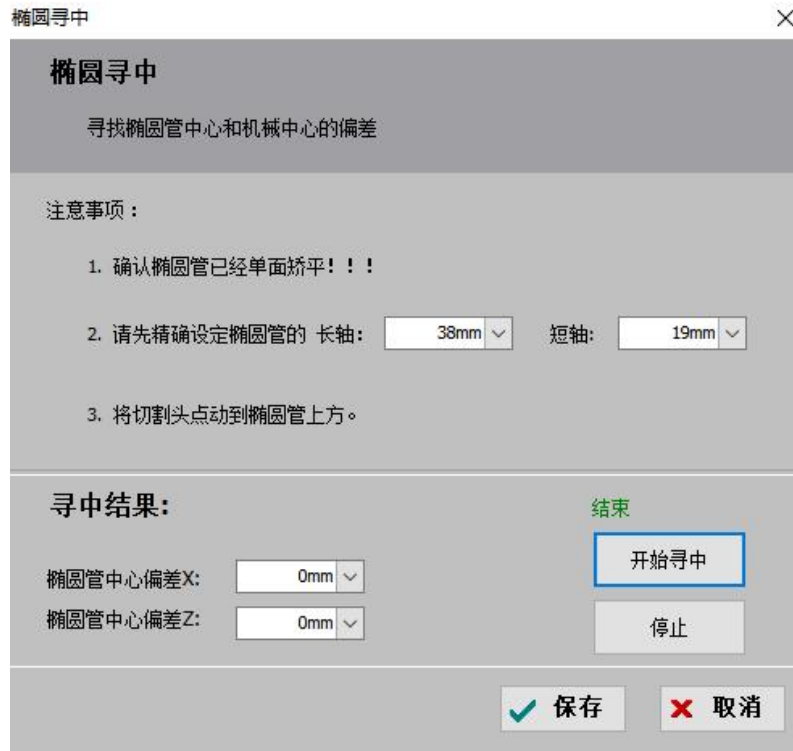 椭圆寻中
椭圆寻中
寻找椭圆管中心和机械中心的偏差
注意事项：
1. 确认椭圆管已经单面矫平！！！
2. 请先精确设定椭圆管的 长轴: 38mm 短轴: 19mm
3. 将切割头点动到椭圆管上方。
寻中结果:
结束
开始寻中
椭圆管中心偏差X: 0mm
椭圆管中心偏差Z: 0mm
停止
保存 取消